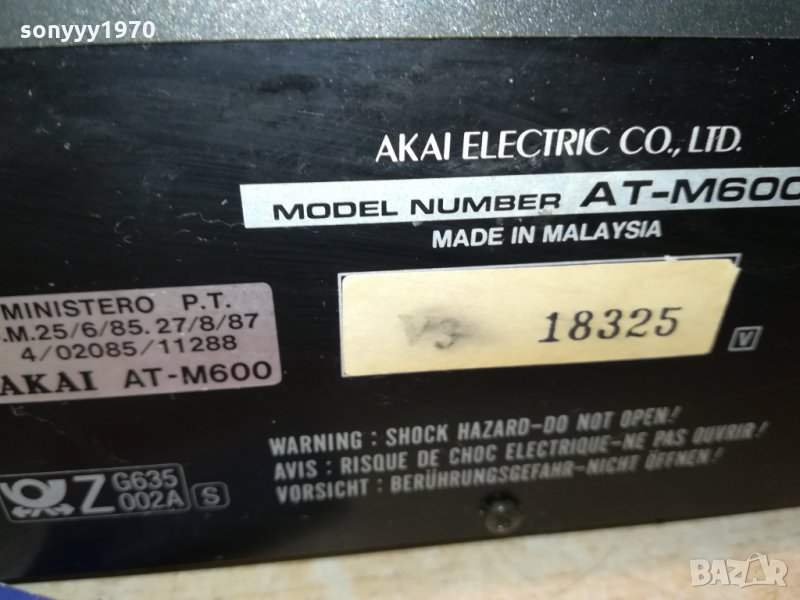 sonyyy1970
AKAI ELECTRIC CO., LTD.
MODEL NUMBER AT-M600
MADE IN MALAYSIA
MINISTERO P.T.
.M.25/6/85.27/8/87
4/02085/11288
AKAI AT-M600
18325
V
WARNING : SHOCK HAZARD-DO NOT OPEN!
AVIS : RISQUE DE CHOC ELECTRIQUE-NE PAS OUVRIR!
VORSICHT : BERÜHRUNGSGEFAHR-NICHT ÖFFNEN!
Z G635
002A S
BAZAR